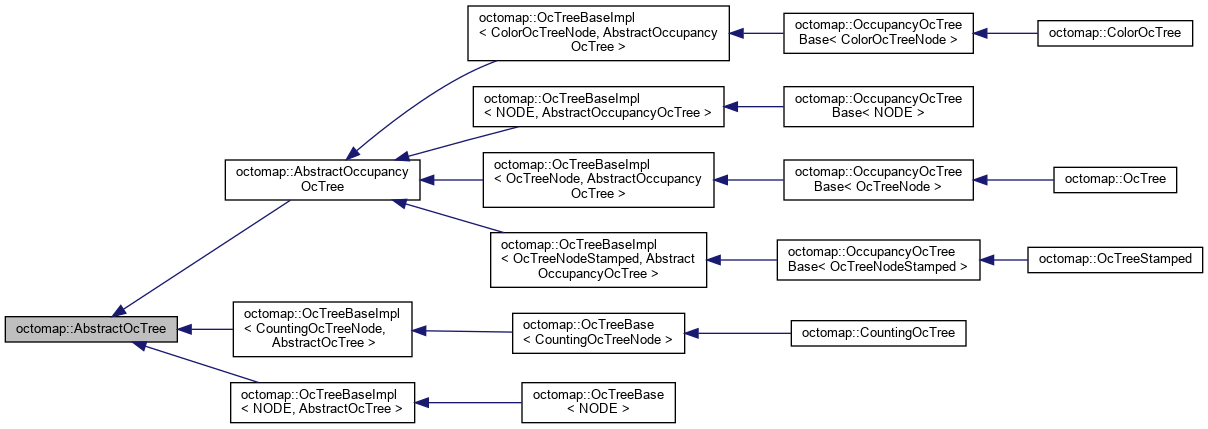 octomap::OcTreeBaseImpl
< ColorOcTreeNode, AbstractOccupancy
OcTree >
octomap::OccupancyOcTree
Base< ColorOcTreeNode >
octomap::ColorOcTree
octomap::OcTreeBaseImpl
< NODE, AbstractOccupancyOcTree >
octomap::OccupancyOcTree
Base< NODE >
octomap::AbstractOccupancy
OcTree
octomap::OcTreeBaseImpl
< OcTreeNode, AbstractOccupancy
OcTree >
octomap::OccupancyOcTree
Base< OcTreeNode >
octomap::OcTree
octomap::OcTreeBaseImpl
< OcTreeNodeStamped, Abstract
OccupancyOcTree >
octomap::OccupancyOcTree
Base< OcTreeNodeStamped >
octomap::OcTreeStamped
octomap::AbstractOcTree
octomap::OcTreeBaseImpl
< CountingOcTreeNode,
AbstractOcTree >
octomap::OcTreeBase
< CountingOcTreeNode >
octomap::CountingOcTree
octomap::OcTreeBaseImpl
< NODE, AbstractOcTree >
octomap::OcTreeBase
< NODE >